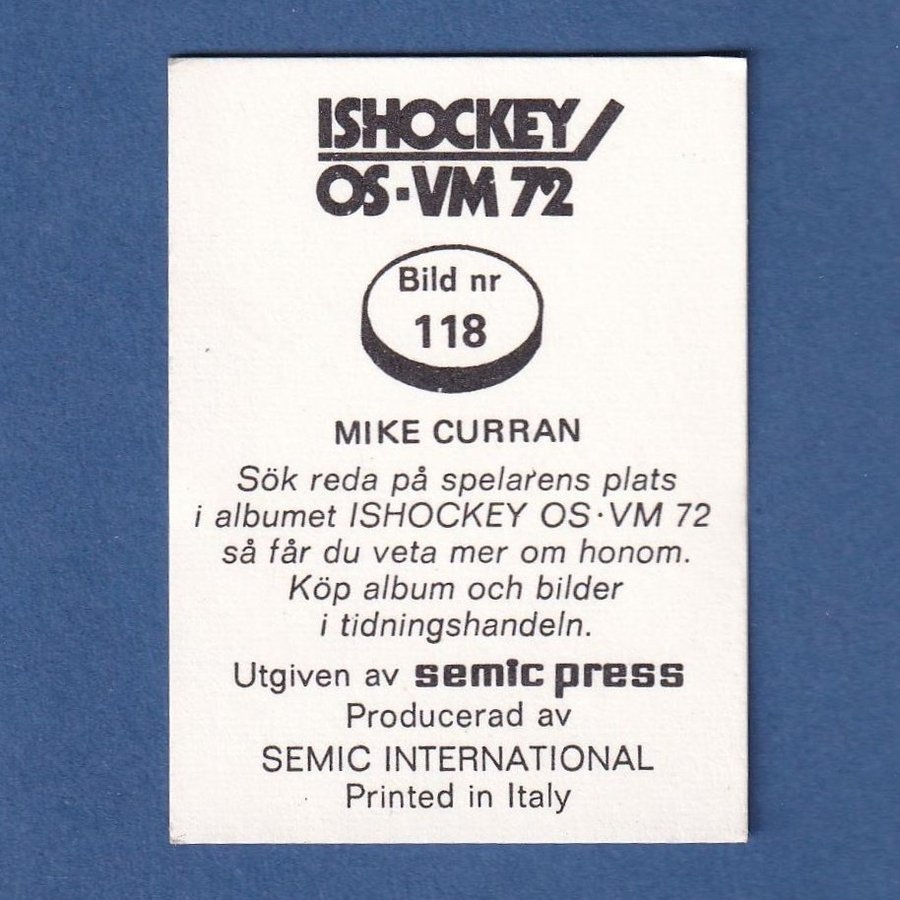 ISHOCKEY
OS·VM 72
Bild nr
118
MIKE CURRAN
Sök reda på spelarens plats
i albumet ISHOCKEY OS·VM 72
så får du veta mer om honom.
Köp album och bilder
i tidningshandeln.
Utgiven av semic press
Producerad av
SEMIC INTERNATIONAL
Printed in Italy